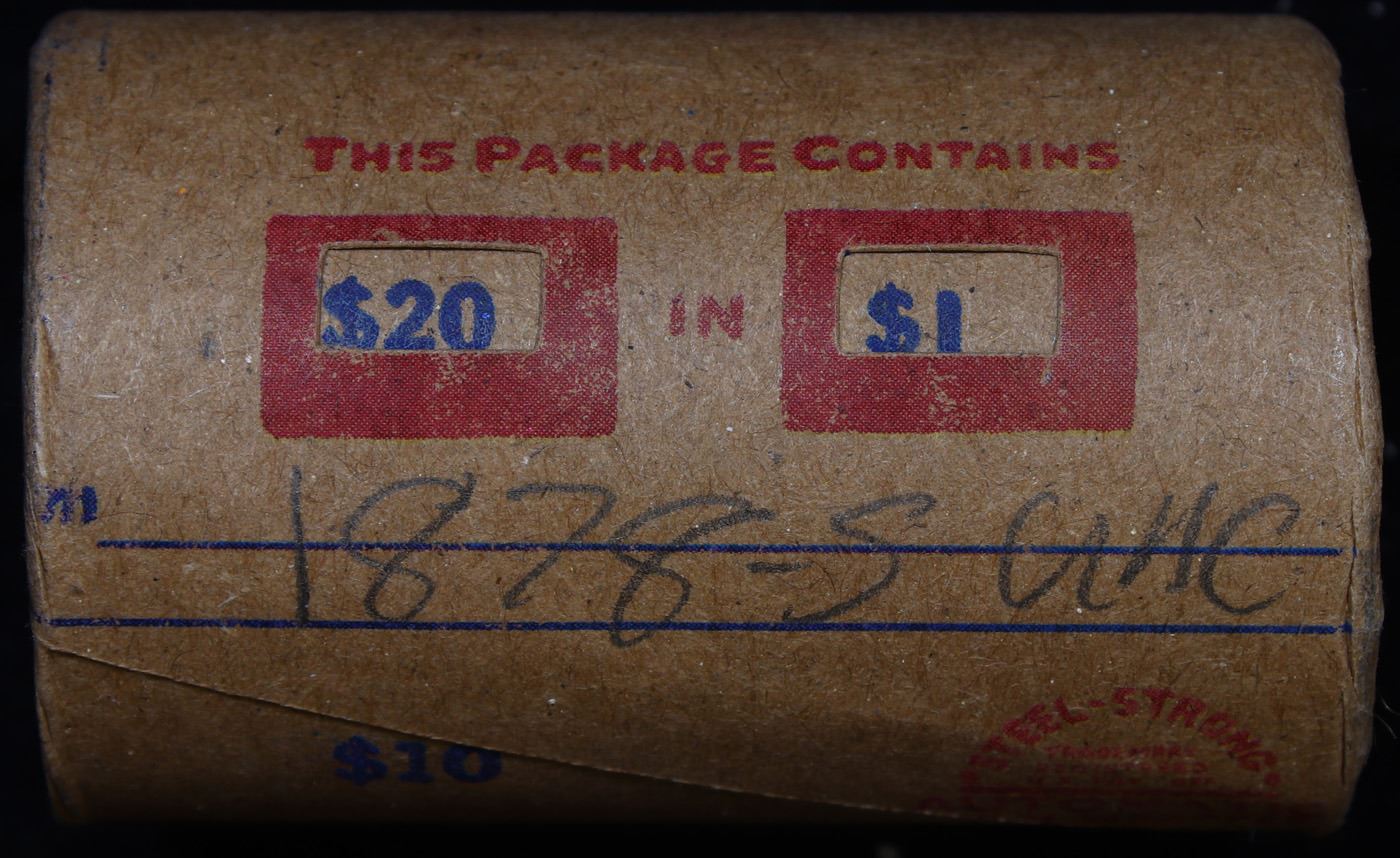 THIS PACKAGE CONTAINS
$20 IN $1
1878-S UNC
$10
STEEL-STRONG